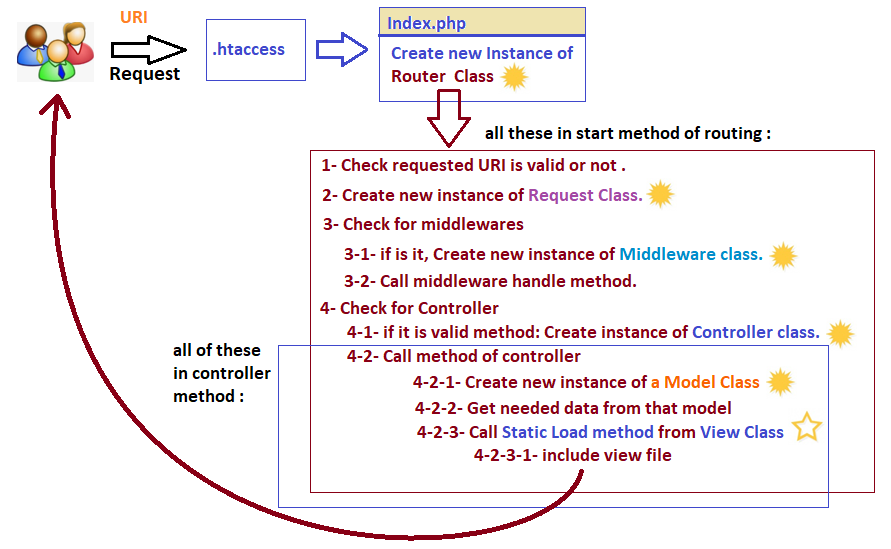 URI
Request
.htaccess
Index.php
Create new Instance of
Router Class
all these in start method of routing :
1- Check requested URI is valid or not .
2- Create new instance of Request Class.
3- Check for middlewares
3-1- if is it, Create new instance of Middleware class.
3-2- Call middleware handle method.
4- Check for Controller
4-1- if it is valid method: Create instance of Controller class.
all of these
in controller
method :
4-2- Call method of controller
4-2-1- Create new instance of a Model Class
4-2-2- Get needed data from that model
4-2-3- Call Static Load method from View Class
4-2-3-1- include view file